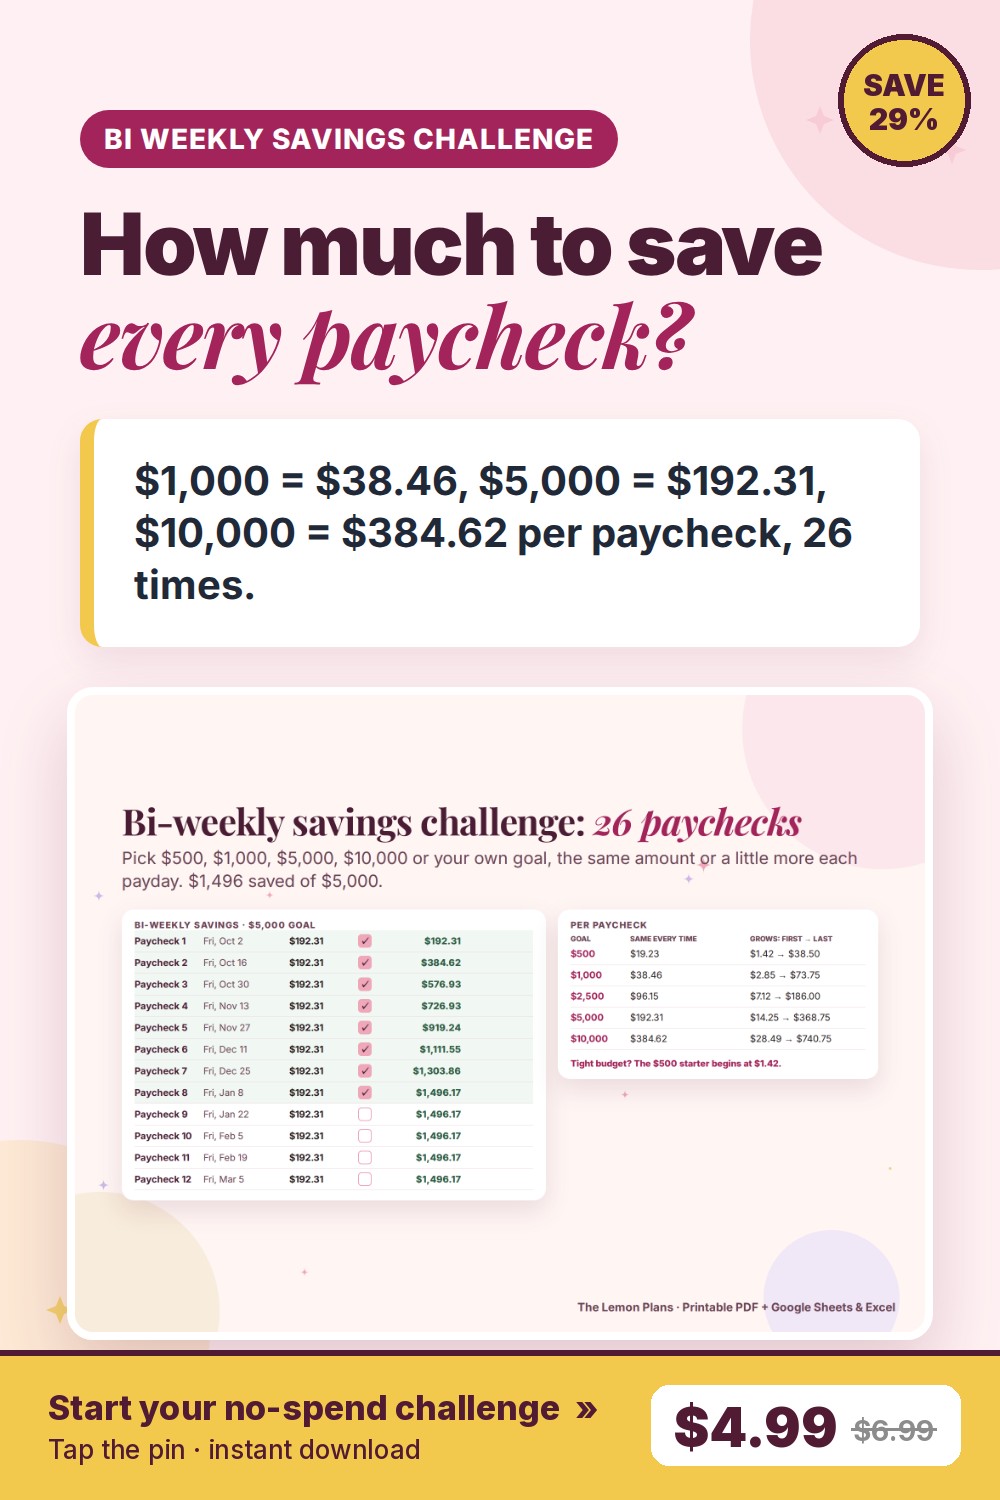 SAVE
29%
BI WEEKLY SAVINGS CHALLENGE
How much to save
every paycheck?
$1,000 = $38.46, $5,000 = $192.31,
$10,000 = $384.62 per paycheck, 26
times.
Bi-weekly savings challenge: 26 paychecks
Pick $500, $1,000, $5,000, $10,000 or your own goal, the same amount or a little more each
payday. $1,496 saved of $5,000.
BI-WEEKLY SAVINGS · $5,000 GOAL
Paycheck 1 Fri, Oct 2 $192.31 ✓ $192.31
Paycheck 2 Fri, Oct 16 $192.31 ✓ $384.62
Paycheck 3 Fri, Oct 30 $192.31 ✓ $576.93
Paycheck 4 Fri, Nov 13 $192.31 ✓ $726.93
Paycheck 5 Fri, Nov 27 $192.31 ✓ $919.24
Paycheck 6 Fri, Dec 11 $192.31 ✓ $1,111.55
Paycheck 7 Fri, Dec 25 $192.31 ✓ $1,303.86
Paycheck 8 Fri, Jan 8 $192.31 ✓ $1,496.17
Paycheck 9 Fri, Jan 22 $192.31 $1,496.17
Paycheck 10 Fri, Feb 5 $192.31 $1,496.17
Paycheck 11 Fri, Feb 19 $192.31 $1,496.17
Paycheck 12 Fri, Mar 5 $192.31 $1,496.17
PER PAYCHECK
GOAL SAME EVERY TIME GROWS: FIRST → LAST
$500 $19.23 $1.42 → $38.50
$1,000 $38.46 $2.85 → $73.75
$2,500 $96.15 $7.12 → $186.00
$5,000 $192.31 $14.25 → $368.75
$10,000 $384.62 $28.49 → $740.75
Tight budget? The $500 starter begins at $1.42.
The Lemon Plans · Printable PDF + Google Sheets & Excel
Start your no-spend challenge »
Tap the pin · instant download
$4.99 $6.99